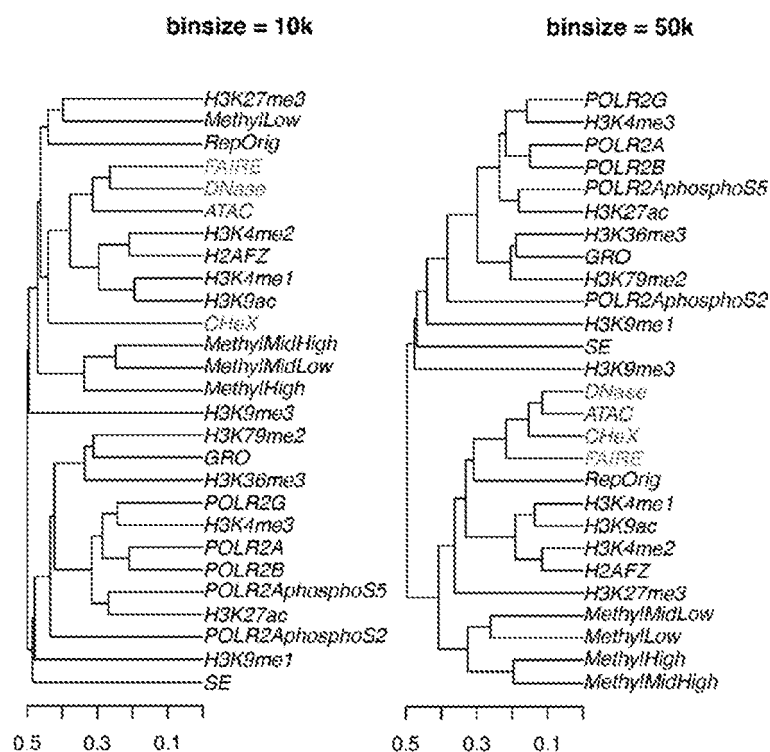 binsize = 10k
H3K27me3
MethylLow
RepOrig
FAIRE
DNase
ATAC
H3K4me2
H2AFZ
H3K4me1
H3K9ac
CHeX
MethylMidHigh
MethylMidLow
MethylHigh
H3K9me3
H3K79me2
GRO
H3K36me3
POLR2G
H3K4me3
POLR2A
POLR2B
POLR2AphosphoS5
H3K27ac
POLR2AphosphoS2
H3K9me1
SE
0.5 0.3 0.1
binsize = 50k
POLR2G
H3K4me3
POLR2A
POLR2B
POLR2AphosphoS5
H3K27ac
H3K36me3
GRO
H3K79me2
POLR2AphosphoS2
H3K9me1
SE
H3K9me3
DNase
ATAC
CHeX
FAIRE
RepOrig
H3K4me1
H3K9ac
H3K4me2
H2AFZ
H3K27me3
MethylMidLow
MethylLow
MethylHigh
MethylMidHigh
0.5 0.3 0.1